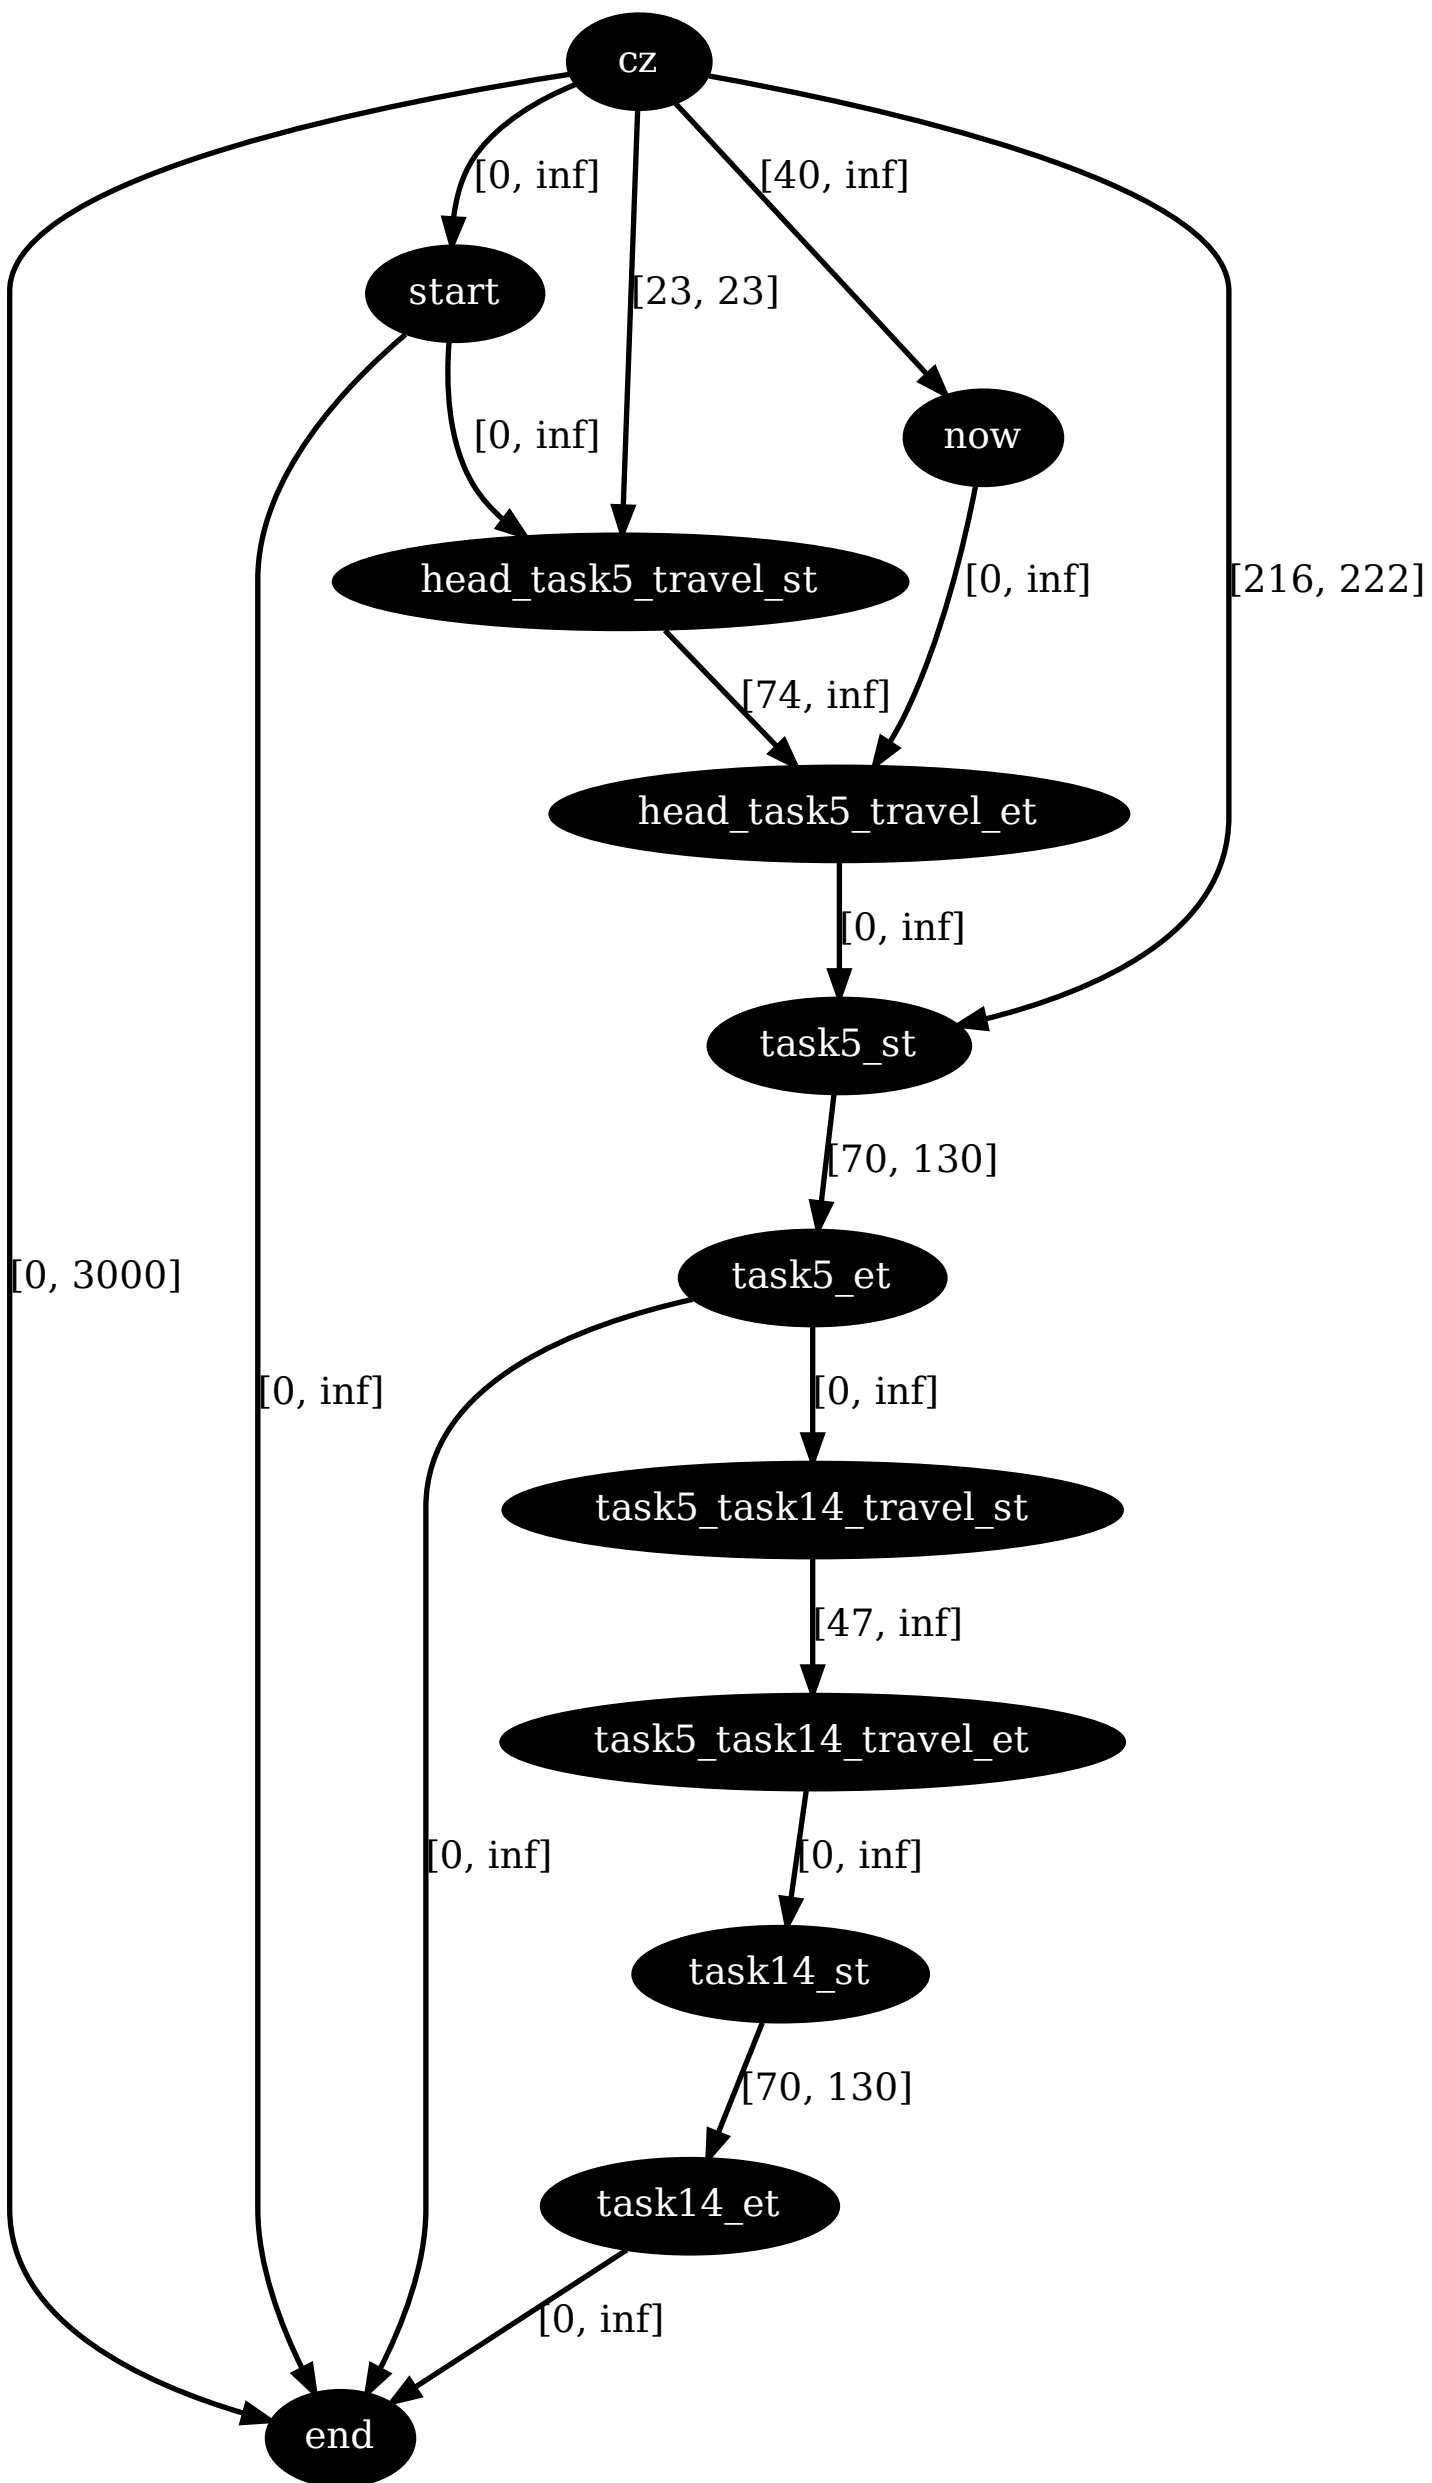 cz
[0, inf]
start
[23, 23]
[40, inf]
now
[0, inf]
head_task5_travel_st
[0, inf]
[216, 222]
[74, inf]
head_task5_travel_et
[0, inf]
task5_st
[70, 130]
task5_et
[0, 3000]
[0, inf]
[0, inf]
task5_task14_travel_st
[47, inf]
task5_task14_travel_et
[0, inf]
[0, inf]
task14_st
[70, 130]
task14_et
[0, inf]
end